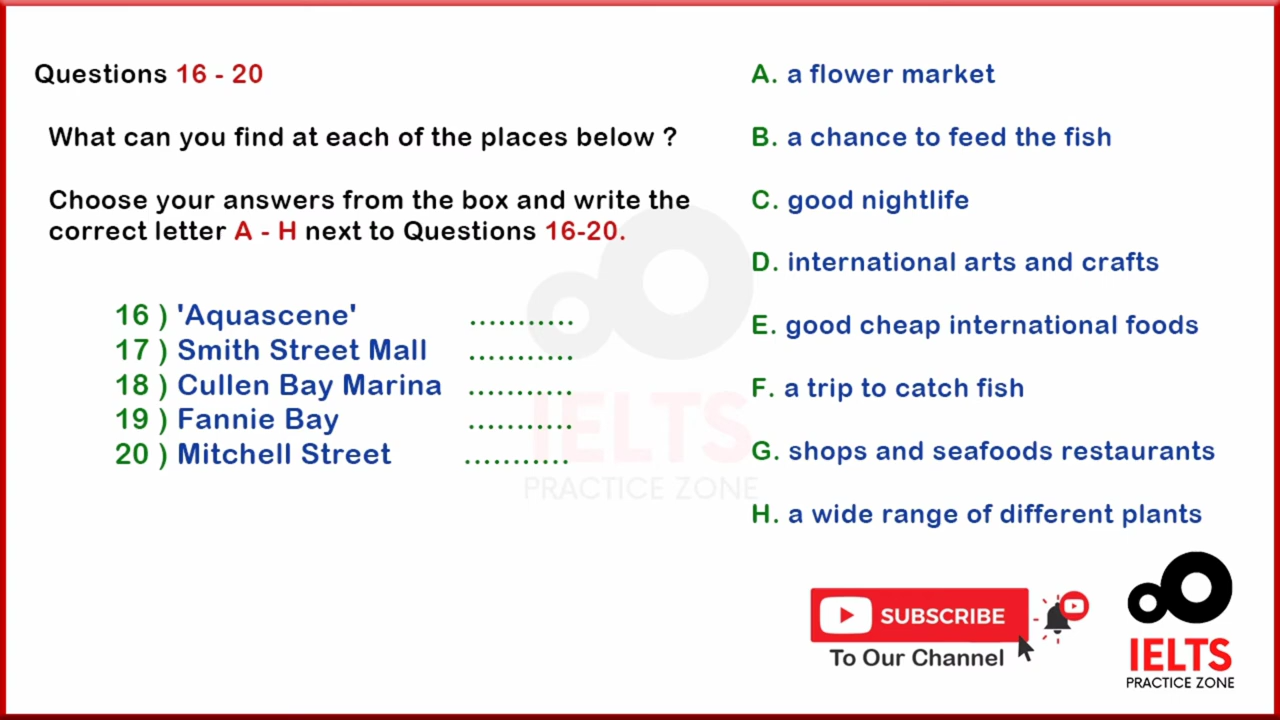 Questions 16 - 20
What can you find at each of the places below ?
Choose your answers from the box and write the
correct letter A - H next to Questions 16-20.
16 ) 'Aquascene' ...........
17 ) Smith Street Mall ...........
18 ) Cullen Bay Marina ...........
19 ) Fannie Bay ...........
20 ) Mitchell Street ...........
A. a flower market
B. a chance to feed the fish
C. good nightlife
D. international arts and crafts
E. good cheap international foods
F. a trip to catch fish
G. shops and seafoods restaurants
H. a wide range of different plants
IELTS
PRACTICE ZONE
SUBSCRIBE
To Our Channel
IELTS
PRACTICE ZONE